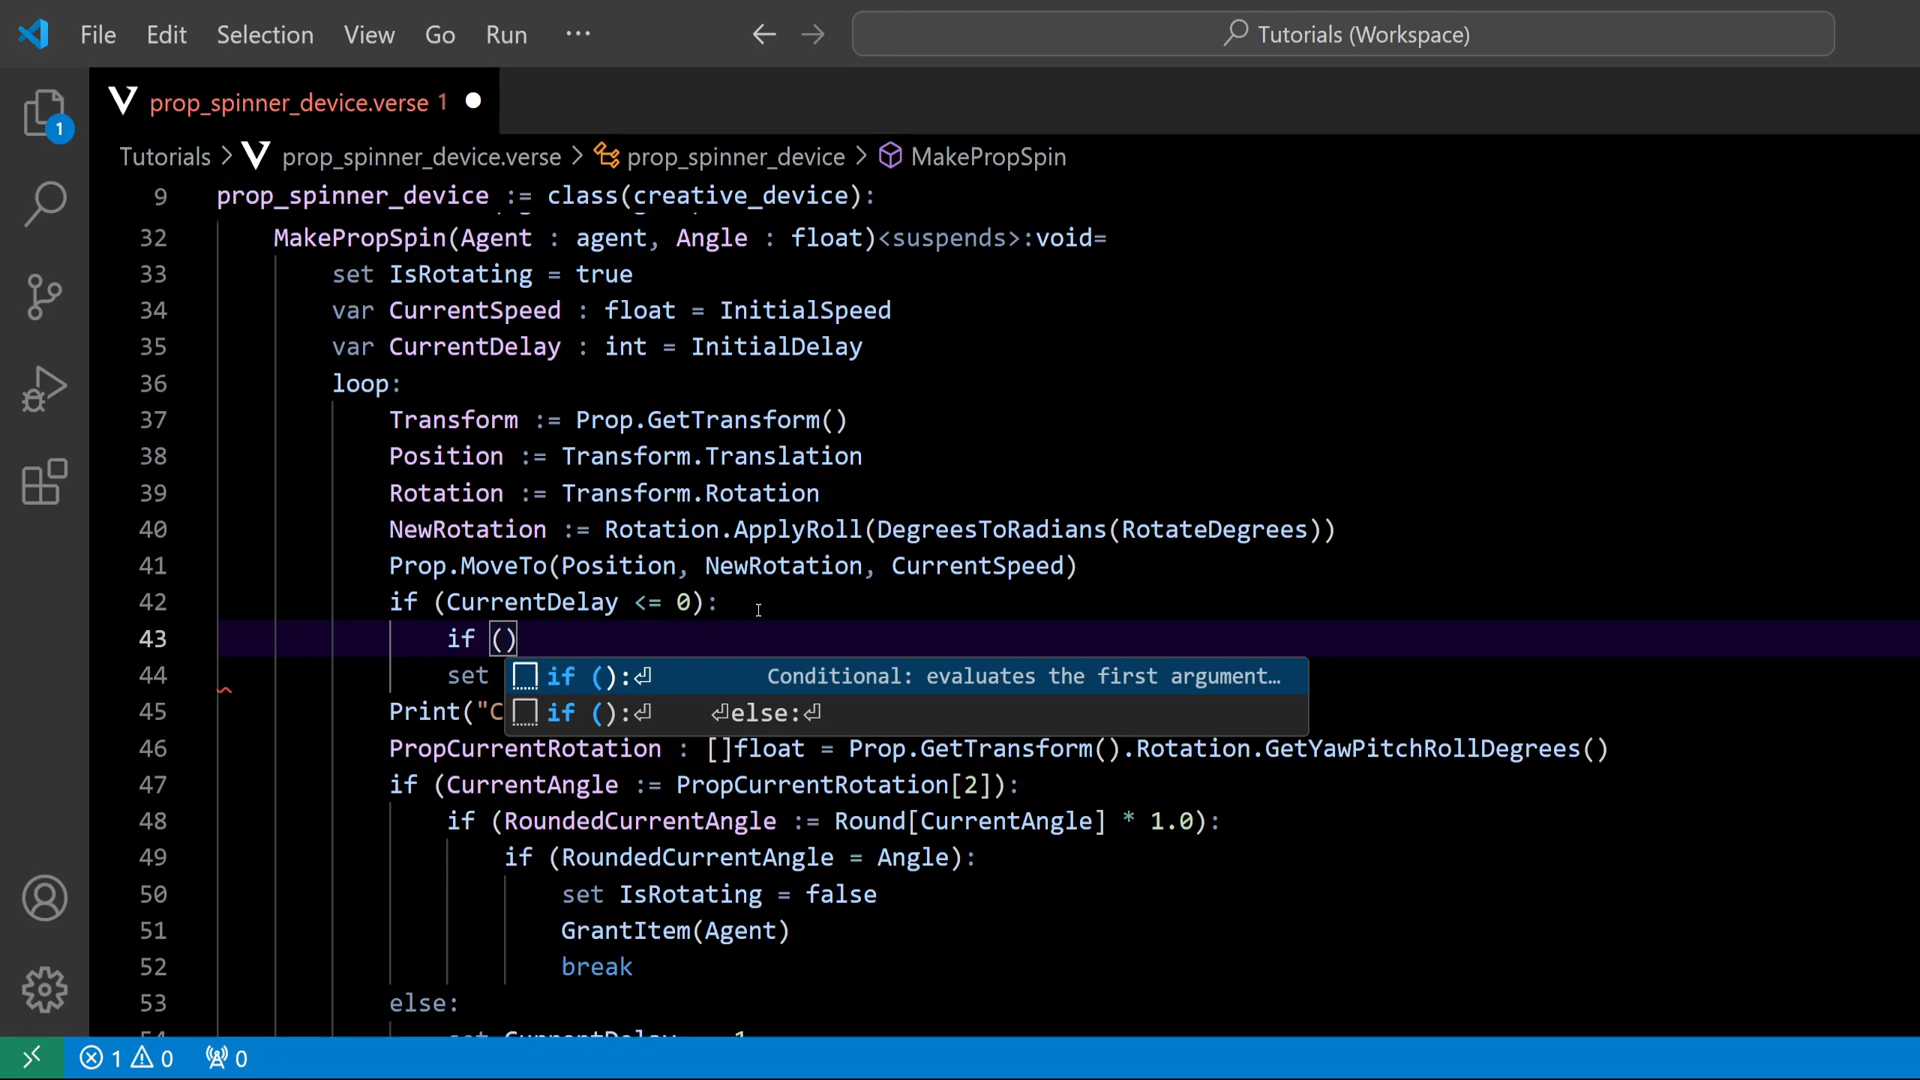 File Edit Selection View Go Run ··· ← → Tutorials (Workspace)
prop_spinner_device.verse 1
Tutorials > prop_spinner_device.verse > prop_spinner_device > MakePropSpin
9 prop_spinner_device := class(creative_device):
32 MakePropSpin(Agent : agent, Angle : float)<suspends>:void=
33 set IsRotating = true
34 var CurrentSpeed : float = InitialSpeed
35 var CurrentDelay : int = InitialDelay
36 loop:
37 Transform := Prop.GetTransform()
38 Position := Transform.Translation
39 Rotation := Transform.Rotation
40 NewRotation := Rotation.ApplyRoll(DegreesToRadians(RotateDegrees))
41 Prop.MoveTo(Position, NewRotation, CurrentSpeed)
42 if (CurrentDelay <= 0):
43 if ()
44 set if ():⏎ Conditional: evaluates the first argument…
45 Print("C if ():⏎ ⏎else:⏎
46 PropCurrentRotation : []float = Prop.GetTransform().Rotation.GetYawPitchRollDegrees()
47 if (CurrentAngle := PropCurrentRotation[2]):
48 if (RoundedCurrentAngle := Round[CurrentAngle] * 1.0):
49 if (RoundedCurrentAngle = Angle):
50 set IsRotating = false
51 GrantItem(Agent)
52 break
53 else:
1
1 0 0